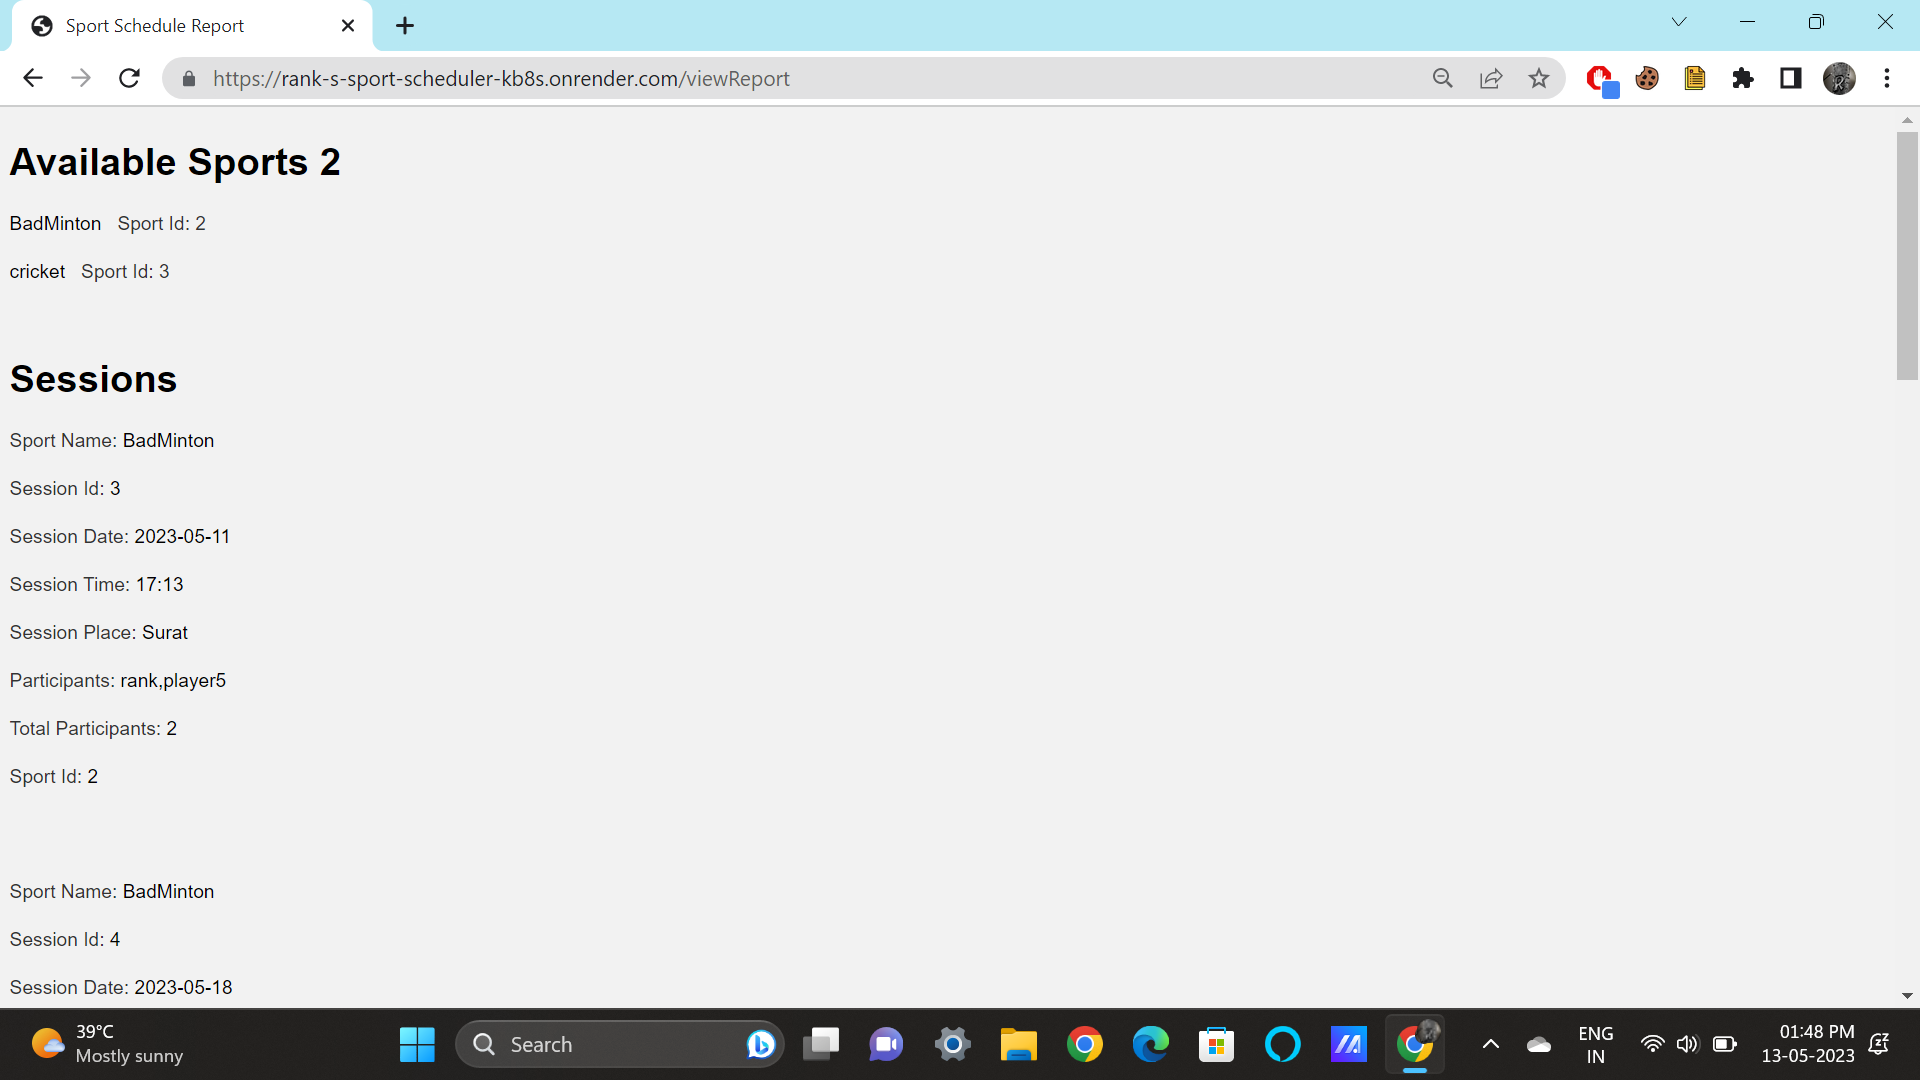 Sport Schedule Report
https://rank-s-sport-scheduler-kb8s.onrender.com/viewReport
Available Sports 2
BadMinton Sport Id: 2
cricket Sport Id: 3
Sessions
Sport Name: BadMinton
Session Id: 3
Session Date: 2023-05-11
Session Time: 17:13
Session Place: Surat
Participants: rank,player5
Total Participants: 2
Sport Id: 2
Sport Name: BadMinton
Session Id: 4
Session Date: 2023-05-18
39°C
Mostly sunny
Search
ENG
IN
01:48 PM
13-05-2023